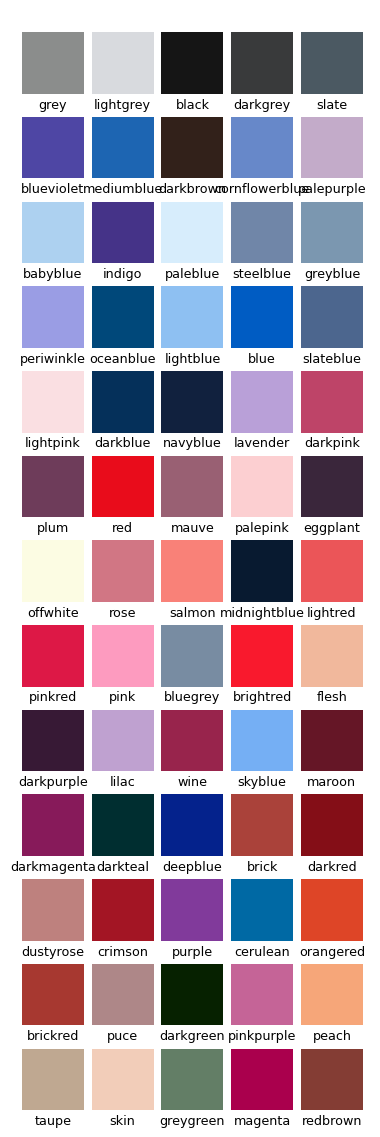 grey lightgrey black darkgrey slate
blueviolet mediumblue darkbrown cornflowerblue palepurple
babyblue indigo paleblue steelblue greyblue
periwinkle oceanblue lightblue blue slateblue
lightpink darkblue navyblue lavender darkpink
plum red mauve palepink eggplant
offwhite rose salmon midnightblue lightred
pinkred pink bluegrey brightred flesh
darkpurple lilac wine skyblue maroon
darkmagenta darkteal deepblue brick darkred
dustyrose crimson purple cerulean orangered
brickred puce darkgreen pinkpurple peach
taupe skin greygreen magenta redbrown